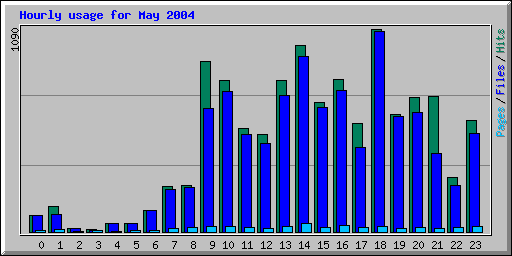 Hourly usage for May 2004
1090
Pages / Files / Hits
0 1 2 3 4 5 6 7 8 9 10 11 12 13 14 15 16 17 18 19 20 21 22 23